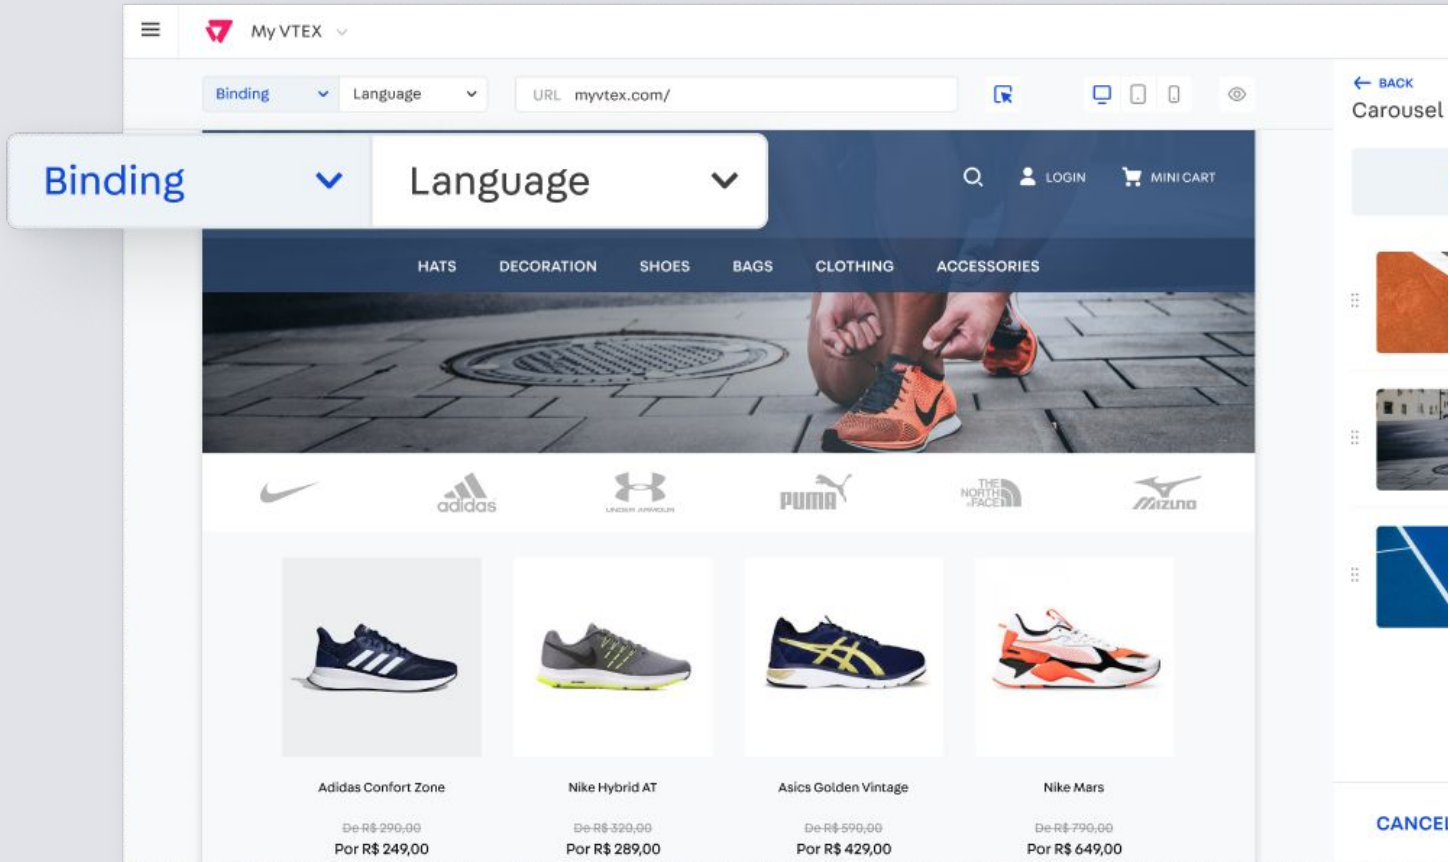 My VTEX
Binding Language URL myvtex.com/
BACK
Carousel
Binding Language
LOGIN MINI CART
HATS DECORATION SHOES BAGS CLOTHING ACCESSORIES
adidas UNDER ARMOUR PUMA THE NORTH FACE MIZUNO
Adidas Confort Zone Nike Hybrid AT Asics Golden Vintage Nike Mars
De R$ 290,00 De R$ 320,00 De R$ 590,00 De R$ 790,00
Por R$ 249,00 Por R$ 289,00 Por R$ 429,00 Por R$ 649,00
CANCEL